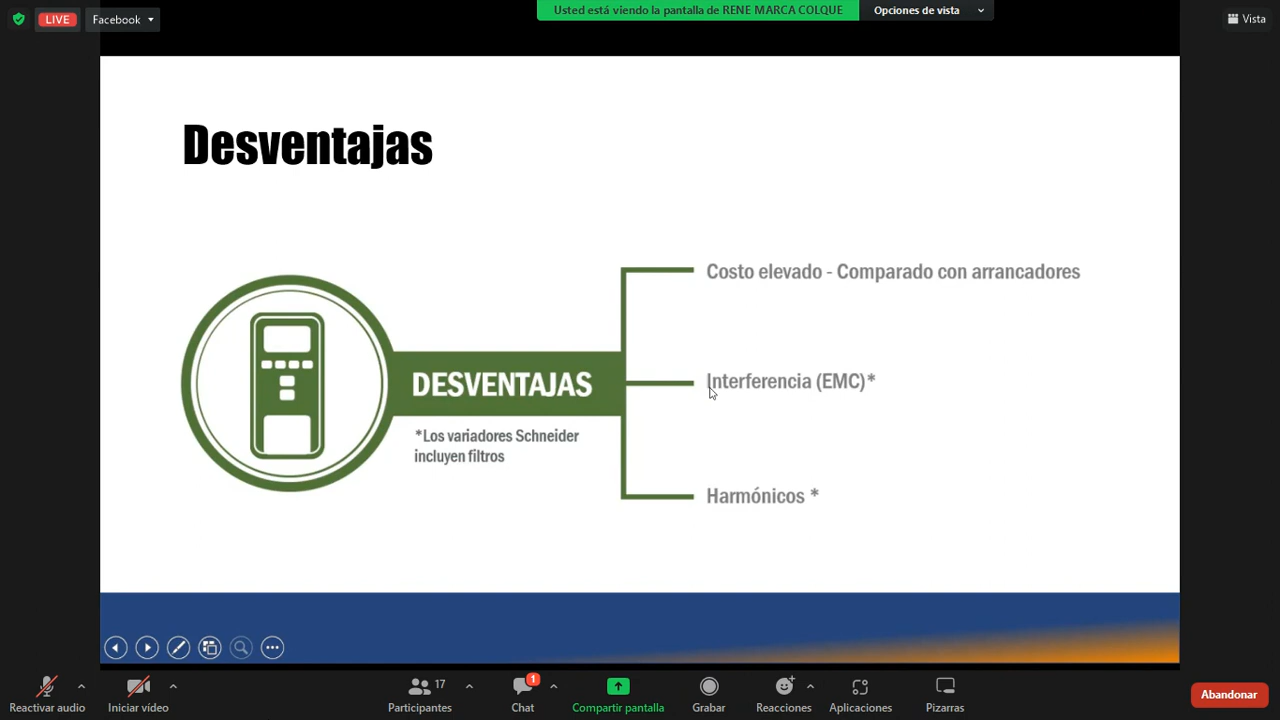 LIVE
Facebook
Usted está viendo la pantalla de RENE MARCA COLQUE
Opciones de vista
Vista
Desventajas
Costo elevado - Comparado con arrancadores
DESVENTAJAS
Interferencia (EMC)*
*Los variadores Schneider
incluyen filtros
Harmónicos *
Reactivar audio
Iniciar vídeo
17
Participantes
1
Chat
Compartir pantalla
Grabar
Reacciones
Aplicaciones
Pizarras
Abandonar